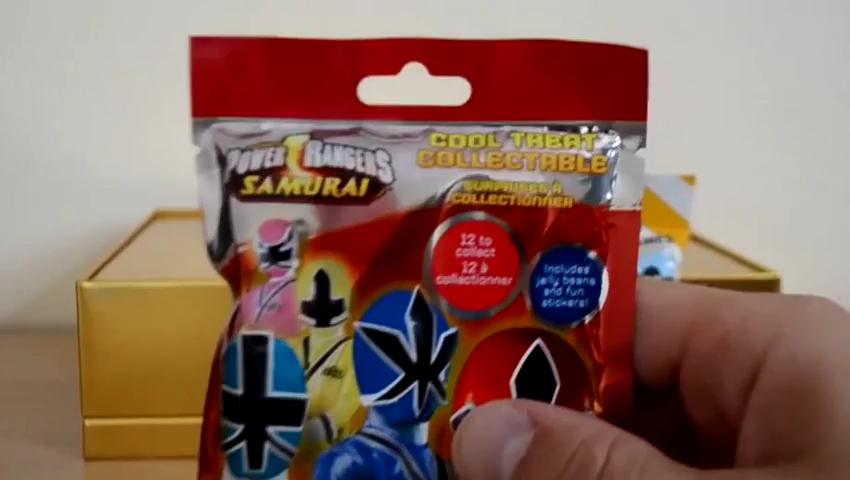 POWER RANGERS
SAMURAI
COOL TREAT
COLLECTABLE
SURPRISES À
COLLECTIONNER
12 to
collect
12 à
collectionner
Includes
jelly beans
and fun
stickers!